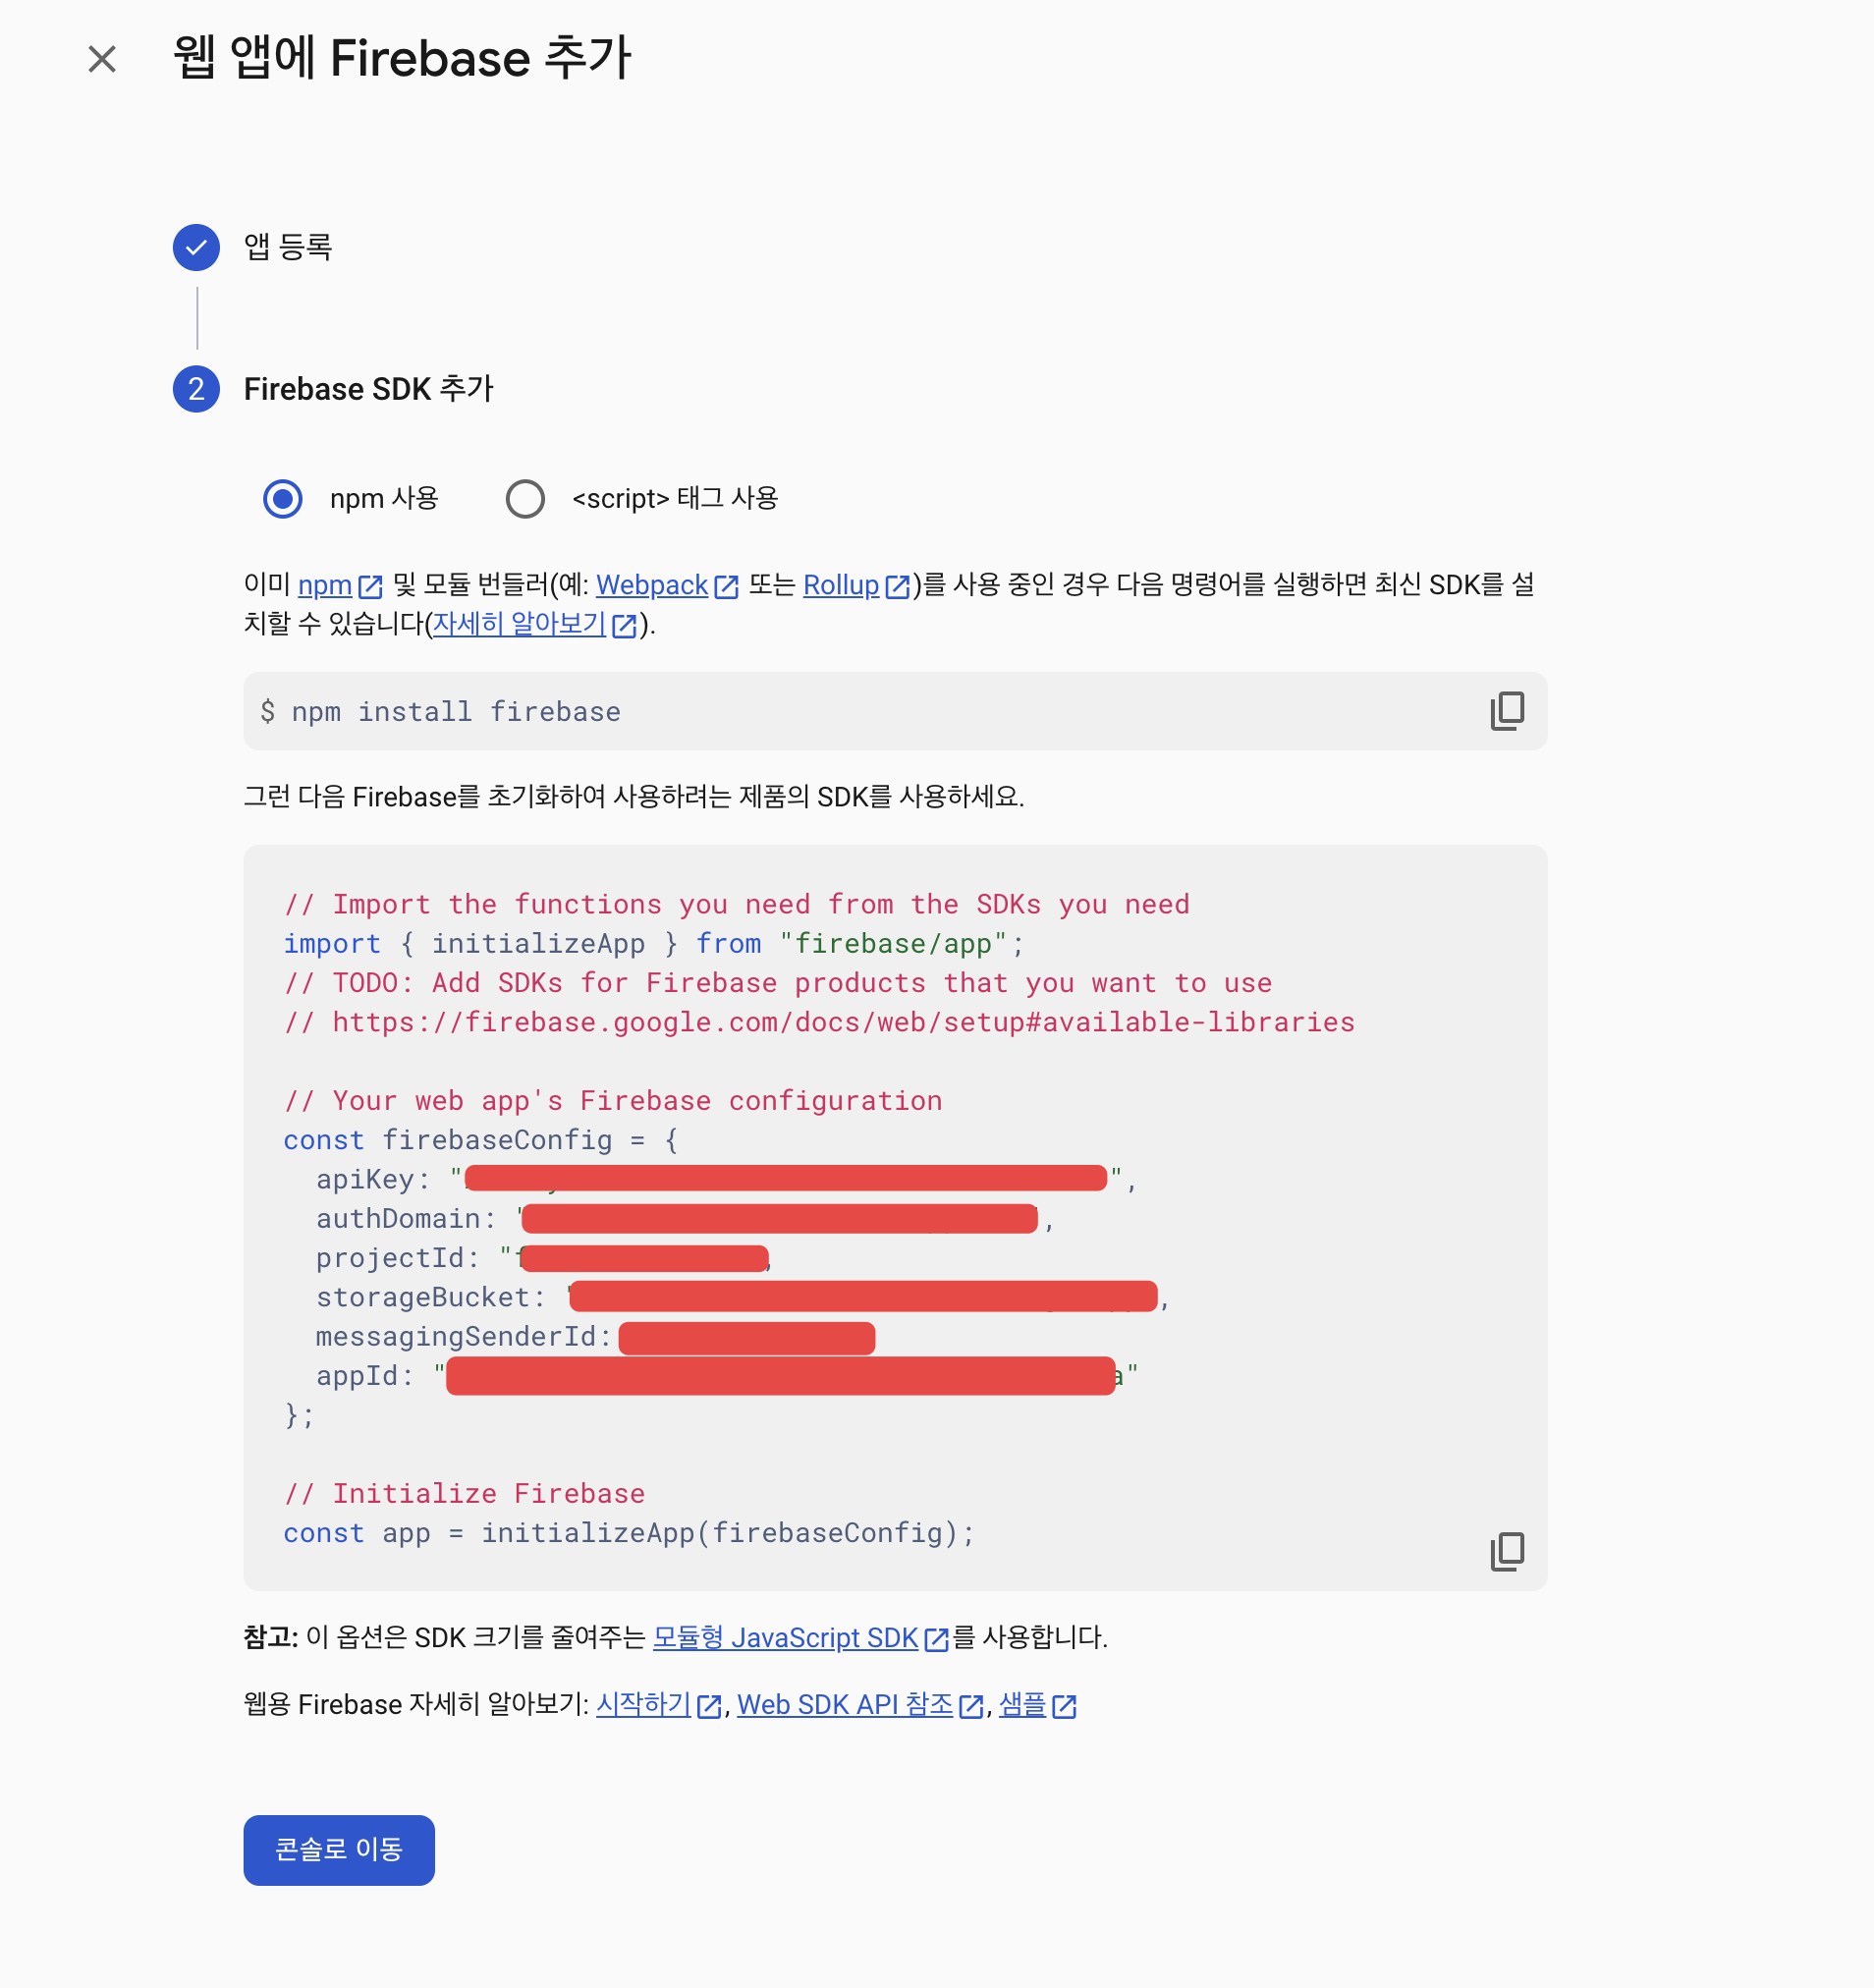 웹 앱에 Firebase 추가
앱 등록
2 Firebase SDK 추가
npm 사용 <script> 태그 사용
이미 npm 및 모듈 번들러(예: Webpack 또는 Rollup)를 사용 중인 경우 다음 명령어를 실행하면 최신 SDK를 설
치할 수 있습니다(자세히 알아보기).
$ npm install firebase
그런 다음 Firebase를 초기화하여 사용하려는 제품의 SDK를 사용하세요.
// Import the functions you need from the SDKs you need
import { initializeApp } from "firebase/app";
// TODO: Add SDKs for Firebase products that you want to use
// https://firebase.google.com/docs/web/setup#available-libraries
// Your web app's Firebase configuration
const firebaseConfig = {
apiKey: "",
authDomain: ",
projectId: "
storageBucket: ",
messagingSenderId:
appId: "a"
};
// Initialize Firebase
const app = initializeApp(firebaseConfig);
참고: 이 옵션은 SDK 크기를 줄여주는 모듈형 JavaScript SDK를 사용합니다.
웹용 Firebase 자세히 알아보기: 시작하기, Web SDK API 참조, 샘플
콘솔로 이동